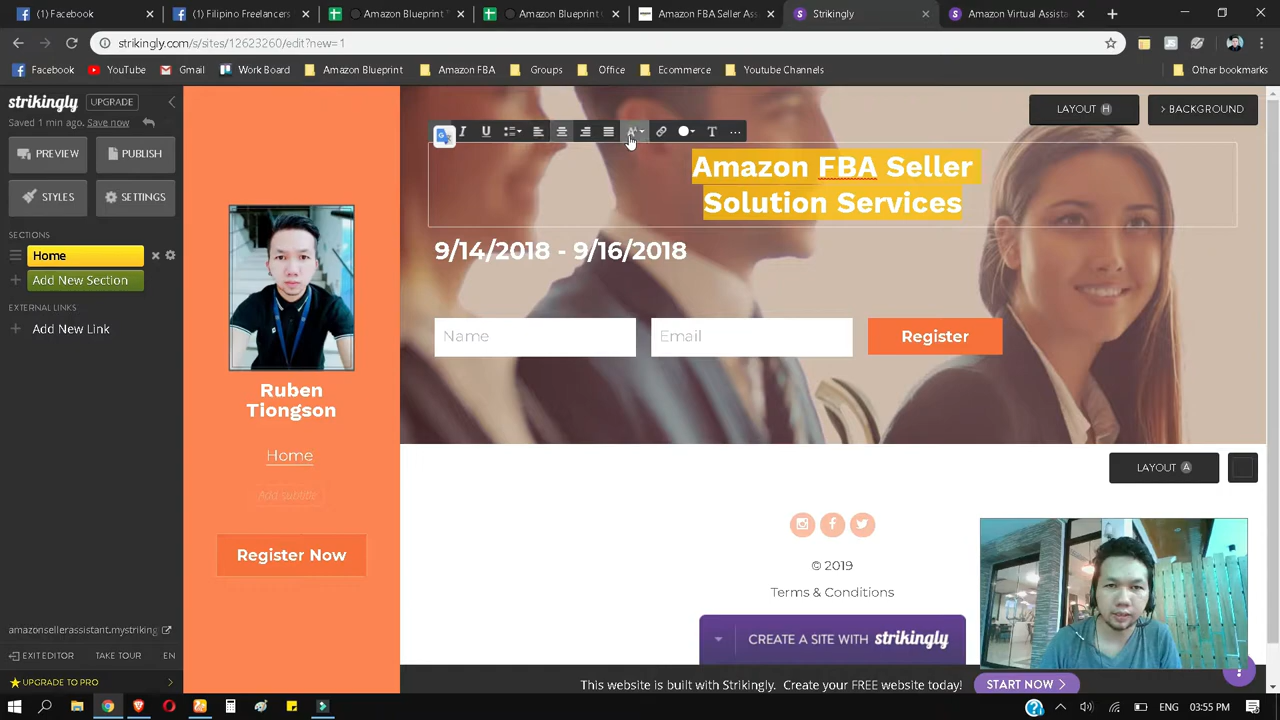 Facebook
Filipino Freelancers
Amazon Blueprint
Amazon Blueprint
Amazon FBA Seller Ass
Strikingly
Amazon Virtual Assista
strikingly.com/s/sites/12623260/edit?new=1
Facebook
YouTube
Gmail
Work Board
Amazon Blueprint
Amazon FBA
Groups
Office
Ecommerce
Youtube Channels
Other bookmarks
strikingly
UPGRADE
Saved 1 min ago. Save now
PREVIEW
PUBLISH
STYLES
SETTINGS
SECTIONS
Home
Add New Section
EXTERNAL LINKS
Add New Link
amazonsellerassistant.mystriking
EXIT EDITOR
TAKE TOUR
EN
UPGRADE TO PRO
Ruben
Tiongson
Home
Add subtitle
Register Now
LAYOUT H
BACKGROUND
Amazon FBA Seller
Solution Services
9/14/2018 - 9/16/2018
Name
Email
Register
LAYOUT A
© 2019
Terms & Conditions
CREATE A SITE WITH strikingly
This website is built with Strikingly. Create your FREE website today!
START NOW
03:55 PM